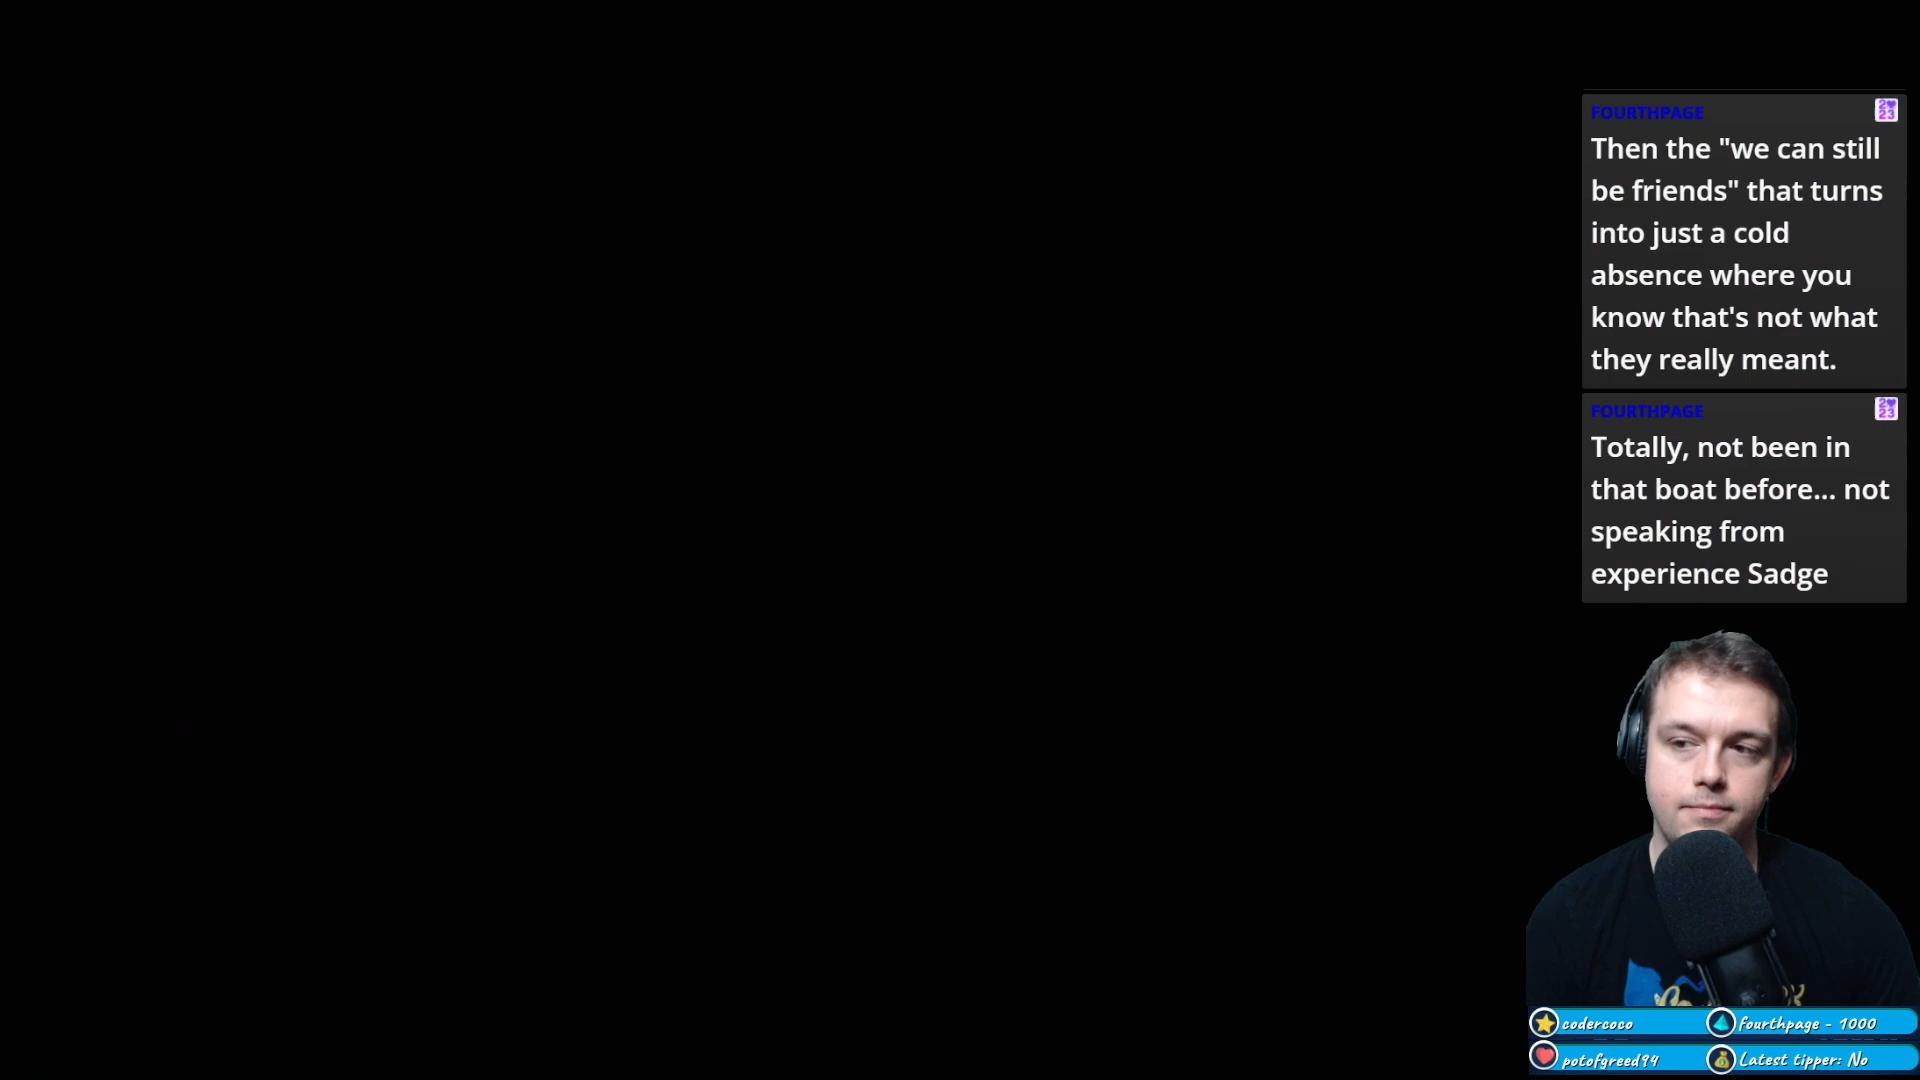 FOURTHPAGE
Then the "we can still
be friends" that turns
into just a cold
absence where you
know that's not what
they really meant.
FOURTHPAGE
Totally, not been in
that boat before... not
speaking from
experience Sadge
codercoco
fourthpage - 1000
potofgreed94
Latest tipper: No